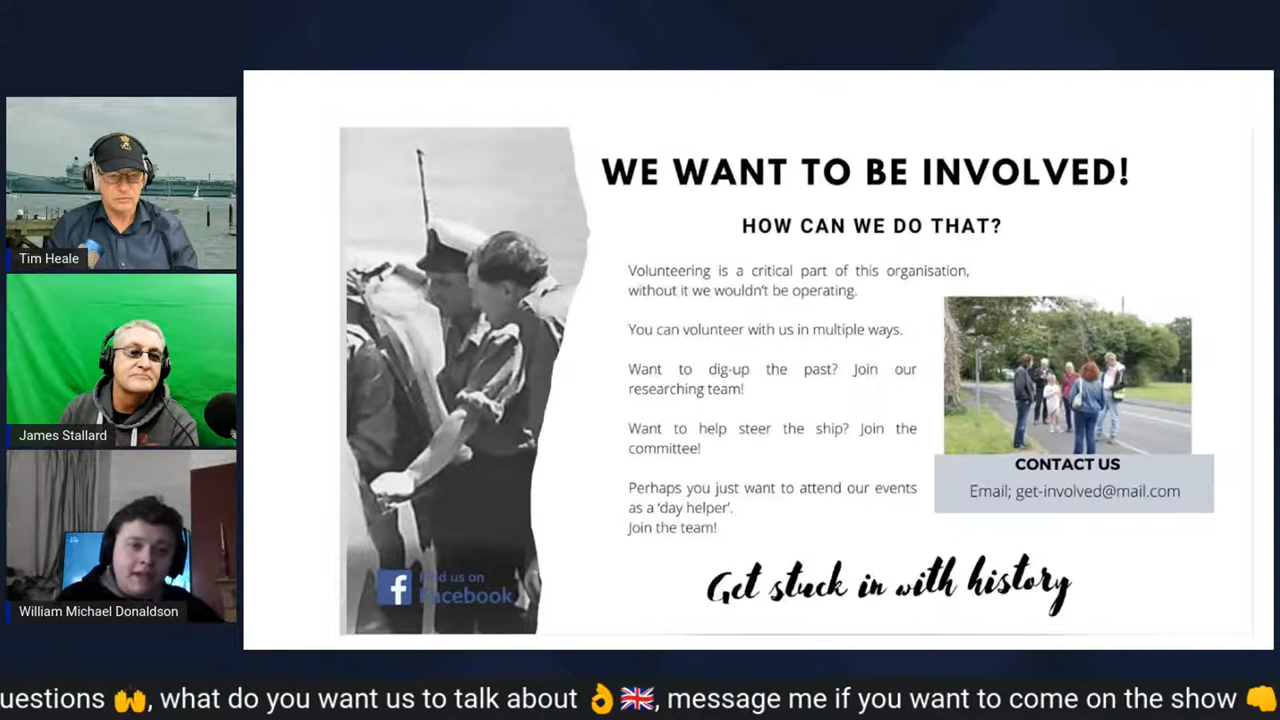 Tim Heale
James Stallard
William Michael Donaldson
WE WANT TO BE INVOLVED!
HOW CAN WE DO THAT?
Volunteering is a critical part of this organisation,
without it we wouldn't be operating.
You can volunteer with us in multiple ways.
Want to dig-up the past? Join our
researching team!
Want to help steer the ship? Join the
committee!
Perhaps you just want to attend our events
as a 'day helper'.
Join the team!
CONTACT US
Email; get-involved@mail.com
Get stuck in with history
f Find us on
Facebook
uestions 🙌, what do you want us to talk about 👌🇬🇧, message me if you want to come on the show 👊